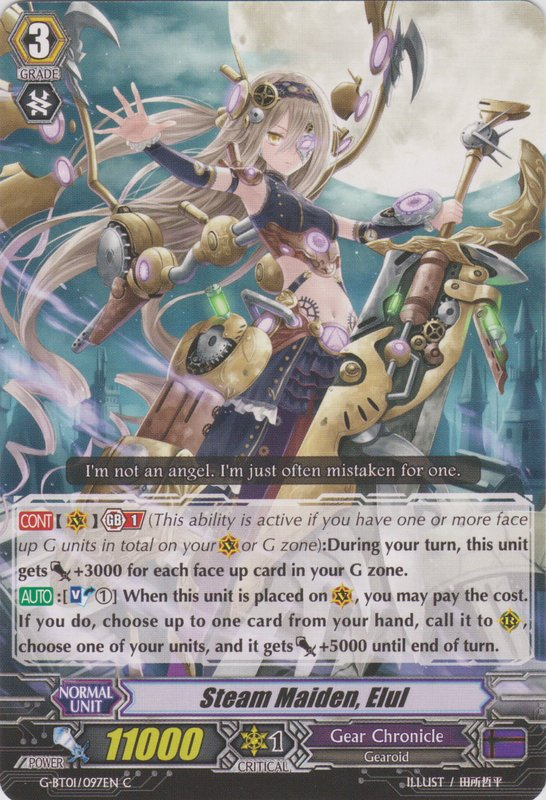 3
GRADE
I'm not an angel. I'm just often mistaken for one.
CONT【 V 】GB 1 (This ability is active if you have one or more face
up G units in total on your V or G zone):During your turn, this unit
gets +3000 for each face up card in your G zone.
AUTO :[V ①] When this unit is placed on V, you may pay the cost.
If you do, choose up to one card from your hand, call it to R,
choose one of your units, and it gets +5000 until end of turn.
NORMAL
UNIT
Steam Maiden, Elul
POWER
11000
1
CRITICAL
Gear Chronicle
Gearoid
G-BT01/097EN C
ILLUST / 田所哲平